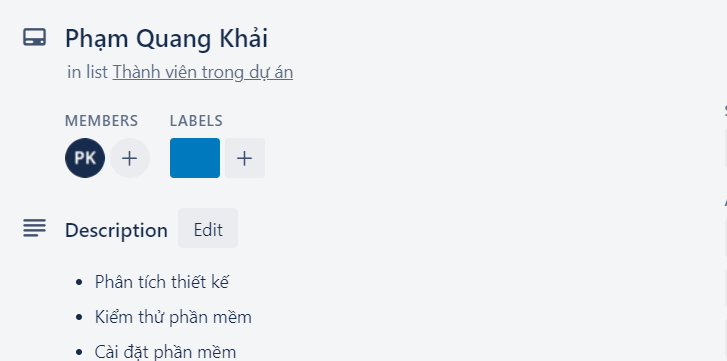 Phạm Quang Khải
in list Thành viên trong dự án
MEMBERS LABELS
PK + +
Description Edit
• Phân tích thiết kế
• Kiểm thử phần mềm
• Cài đặt phần mềm